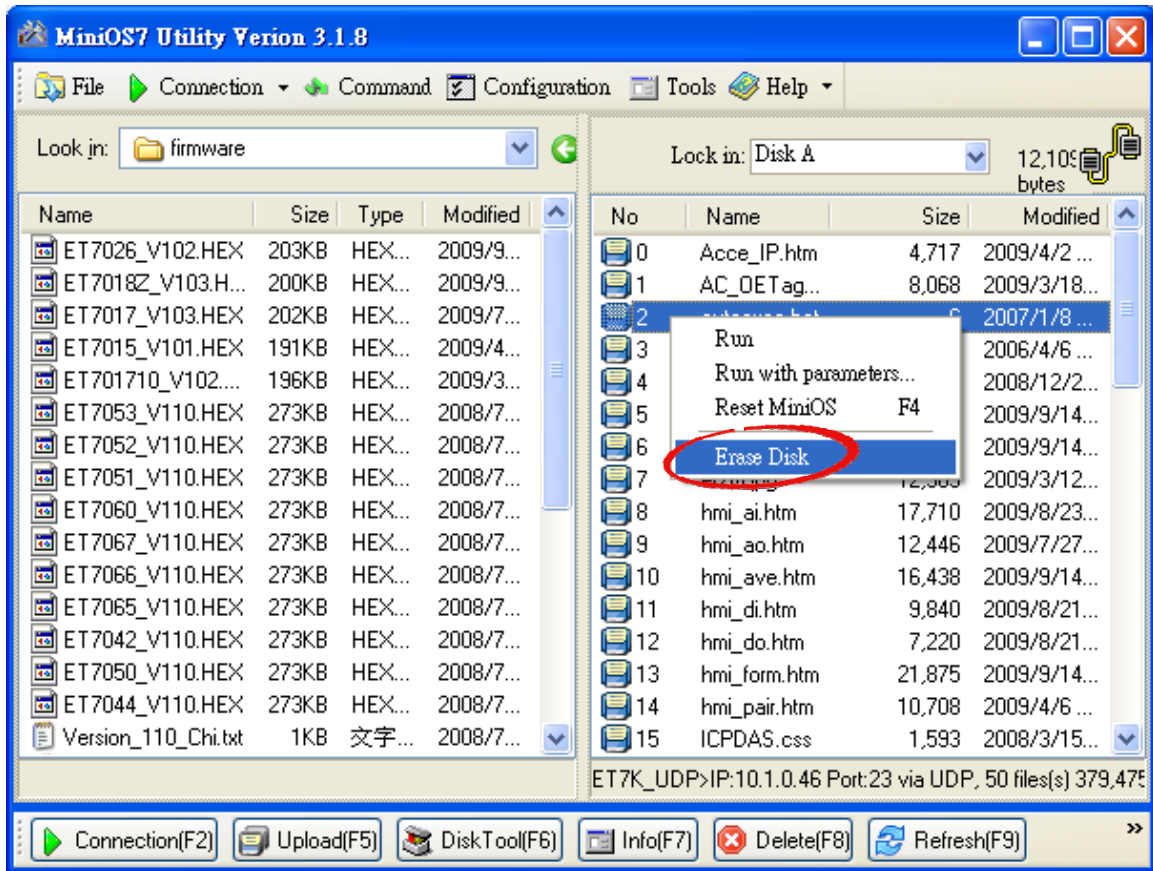 MiniOS7 Utility Verion 3.1.8
File Connection Command Configuration Tools Help
Look in: firmware
Lock in: Disk A
bytes
Name Size Type Modified
ET7026_V102.HEX 203KB HEX... 2009/9...
ET7018Z_V103.H... 200KB HEX... 2009/9...
ET7017_V103.HEX 202KB HEX... 2009/7...
ET7015_V101.HEX 191KB HEX... 2009/4...
ET701710_V102.... 196KB HEX... 2009/3...
ET7053_V110.HEX 273KB HEX... 2008/7...
ET7052_V110.HEX 273KB HEX... 2008/7...
ET7051_V110.HEX 273KB HEX... 2008/7...
ET7060_V110.HEX 273KB HEX... 2008/7...
ET7067_V110.HEX 273KB HEX... 2008/7...
ET7066_V110.HEX 273KB HEX... 2008/7...
ET7065_V110.HEX 273KB HEX... 2008/7...
ET7042_V110.HEX 273KB HEX... 2008/7...
ET7050_V110.HEX 273KB HEX... 2008/7...
ET7044_V110.HEX 273KB HEX... 2008/7...
Version_110_Chi.txt 1KB 文字... 2008/7...
No Name Size Modified
0 Acce_IP.htm 4,717 2009/4/2 ...
1 AC_OETag... 8,068 2009/3/18...
2 2007/1/8 ...
3 2006/4/6 ...
4 2008/12/2...
5 2009/9/14...
6 2009/9/14...
7 2009/3/12...
8 hmi_ai.htm 17,710 2009/8/23...
9 hmi_ao.htm 12,446 2009/7/27...
10 hmi_ave.htm 16,438 2009/9/14...
11 hmi_di.htm 9,840 2009/8/21...
12 hmi_do.htm 7,220 2009/8/21...
13 hmi_form.htm 21,875 2009/9/14...
14 hmi_pair.htm 10,708 2009/4/6 ...
15 ICPDAS.css 1,593 2008/3/15...
Run
Run with parameters...
Reset MiniOS F4
Erase Disk
ET7K_UDP>IP:10.1.0.46 Port:23 via UDP, 50 files(s) 379,475
Connection(F2) Upload(F5) DiskTool(F6) Info(F7) Delete(F8) Refresh(F9) »